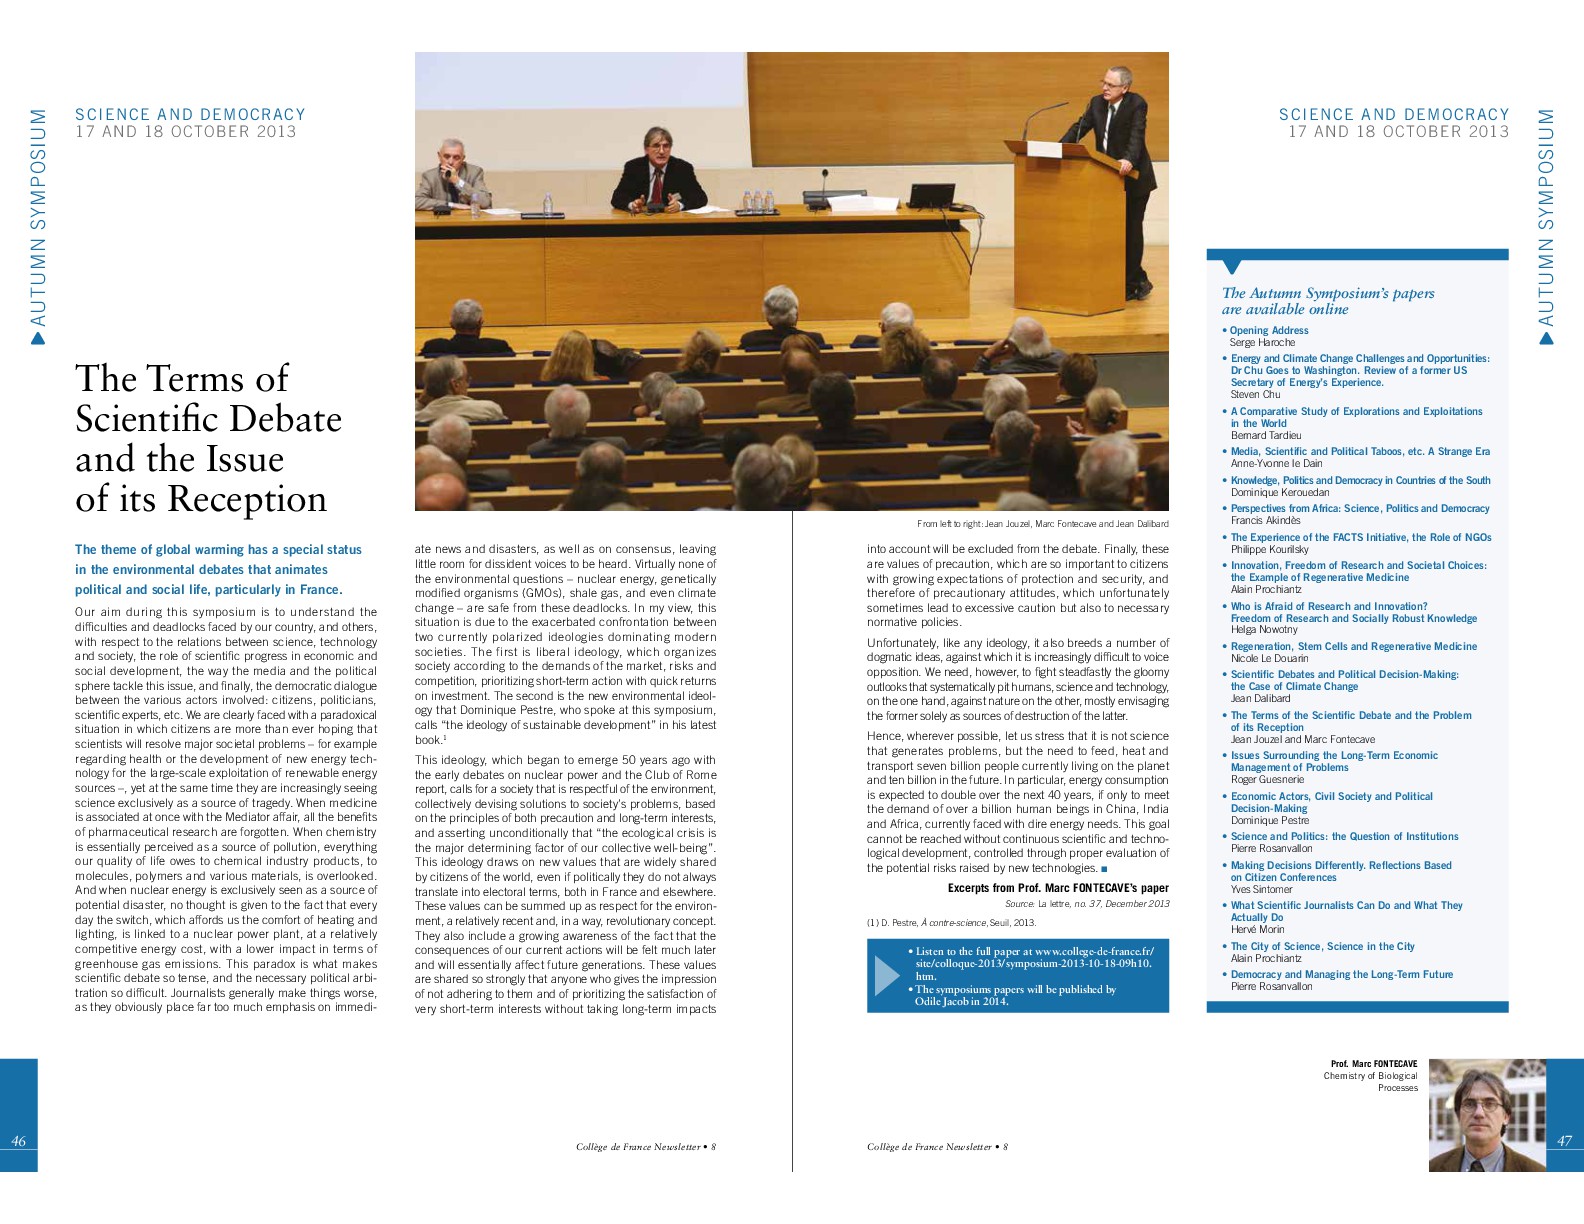 AUTUMN SYMPOSIUM
SCIENCE AND DEMOCRACY
17 AND 18 OCTOBER 2013
The Terms of
Scientific Debate
and the Issue
of its Reception
The theme of global warming has a special status
in the environmental debates that animates
political and social life, particularly in France.
Our aim during this symposium is to understand the
difficulties and deadlocks faced by our country, and others,
with respect to the relations between science, technology
and society, the role of scientific progress in economic and
social development, the way the media and the political
sphere tackle this issue, and finally, the democratic dialogue
between the various actors involved: citizens, politicians,
scientific experts, etc. We are clearly faced with a paradoxical
situation in which citizens are more than ever hoping that
scientists will resolve major societal problems – for example
regarding health or the development of new energy tech-
nology for the large-scale exploitation of renewable energy
sources –, yet at the same time they are increasingly seeing
science exclusively as a source of tragedy. When medicine
is associated at once with the Mediator affair, all the benefits
of pharmaceutical research are forgotten. When chemistry
is essentially perceived as a source of pollution, everything
our quality of life owes to chemical industry products, to
molecules, polymers and various materials, is overlooked.
And when nuclear energy is exclusively seen as a source of
potential disaster, no thought is given to the fact that every
day the switch, which affords us the comfort of heating and
lighting, is linked to a nuclear power plant, at a relatively
competitive energy cost, with a lower impact in terms of
greenhouse gas emissions. This paradox is what makes
scientific debate so tense, and the necessary political arbi-
tration so difficult. Journalists generally make things worse,
as they obviously place far too much emphasis on immedi-
ate news and disasters, as well as on consensus, leaving
little room for dissident voices to be heard. Virtually none of
the environmental questions – nuclear energy, genetically
modified organisms (GMOs), shale gas, and even climate
change – are safe from these deadlocks. In my view, this
situation is due to the exacerbated confrontation between
two currently polarized ideologies dominating modern
societies. The first is liberal ideology, which organizes
society according to the demands of the market, risks and
competition, prioritizing short-term action with quick returns
on investment. The second is the new environmental ideol-
ogy that Dominique Pestre, who spoke at this symposium,
calls “the ideology of sustainable development” in his latest
book.1
This ideology, which began to emerge 50 years ago with
the early debates on nuclear power and the Club of Rome
report, calls for a society that is respectful of the environment,
collectively devising solutions to society’s problems, based
on the principles of both precaution and long-term interests,
and asserting unconditionally that “the ecological crisis is
the major determining factor of our collective well-being”.
This ideology draws on new values that are widely shared
by citizens of the world, even if politically they do not always
translate into electoral terms, both in France and elsewhere.
These values can be summed up as respect for the environ-
ment, a relatively recent and, in a way, revolutionary concept.
They also include a growing awareness of the fact that the
consequences of our current actions will be felt much later
and will essentially affect future generations. These values
are shared so strongly that anyone who gives the impression
of not adhering to them and of prioritizing the satisfaction of
very short-term interests without taking long-term impacts
46
Collège de France Newsletter • 8
From left to right: Jean Jouzel, Marc Fontecave and Jean Dalibard
into account will be excluded from the debate. Finally, these
are values of precaution, which are so important to citizens
with growing expectations of protection and security, and
therefore of precautionary attitudes, which unfortunately
sometimes lead to excessive caution but also to necessary
normative policies.
Unfortunately, like any ideology, it also breeds a number of
dogmatic ideas, against which it is increasingly difficult to voice
opposition. We need, however, to fight steadfastly the gloomy
outlooks that systematically pit humans, science and technology,
on the one hand, against nature on the other, mostly envisaging
the former solely as sources of destruction of the latter.
Hence, wherever possible, let us stress that it is not science
that generates problems, but the need to feed, heat and
transport seven billion people currently living on the planet
and ten billion in the future. In particular, energy consumption
is expected to double over the next 40 years, if only to meet
the demand of over a billion human beings in China, India
and Africa, currently faced with dire energy needs. This goal
cannot be reached without continuous scientific and techno-
logical development, controlled through proper evaluation of
the potential risks raised by new technologies. ■
Excerpts from Prof. Marc FONTECAVE’s paper
Source: La lettre, no. 37, December 2013
(1) D. Pestre, À contre-science, Seuil, 2013.
• Listen to the full paper at www.college-de-france.fr/
site/colloque-2013/symposium-2013-10-18-09h10.
htm.
• The symposiums papers will be published by
Odile Jacob in 2014.
Collège de France Newsletter • 8
SCIENCE AND DEMOCRACY
17 AND 18 OCTOBER 2013
AUTUMN SYMPOSIUM
The Autumn Symposium’s papers
are available online
• Opening Address
Serge Haroche
• Energy and Climate Change Challenges and Opportunities:
Dr Chu Goes to Washington. Review of a former US
Secretary of Energy’s Experience.
Steven Chu
• A Comparative Study of Explorations and Exploitations
in the World
Bernard Tardieu
• Media, Scientific and Political Taboos, etc. A Strange Era
Anne-Yvonne le Dain
• Knowledge, Politics and Democracy in Countries of the South
Dominique Kerouedan
• Perspectives from Africa: Science, Politics and Democracy
Francis Akindès
• The Experience of the FACTS Initiative, the Role of NGOs
Philippe Kourilsky
• Innovation, Freedom of Research and Societal Choices:
the Example of Regenerative Medicine
Alain Prochiantz
• Who is Afraid of Research and Innovation?
Freedom of Research and Socially Robust Knowledge
Helga Nowotny
• Regeneration, Stem Cells and Regenerative Medicine
Nicole Le Douarin
• Scientific Debates and Political Decision-Making:
the Case of Climate Change
Jean Dalibard
• The Terms of the Scientific Debate and the Problem
of its Reception
Jean Jouzel and Marc Fontecave
• Issues Surrounding the Long-Term Economic
Management of Problems
Roger Guesnerie
• Economic Actors, Civil Society and Political
Decision-Making
Dominique Pestre
• Science and Politics: the Question of Institutions
Pierre Rosanvallon
• Making Decisions Differently. Reflections Based
on Citizen Conferences
Yves Sintomer
• What Scientific Journalists Can Do and What They
Actually Do
Hervé Morin
• The City of Science, Science in the City
Alain Prochiantz
• Democracy and Managing the Long-Term Future
Pierre Rosanvallon
Prof. Marc FONTECAVE
Chemistry of Biological
Processes
47